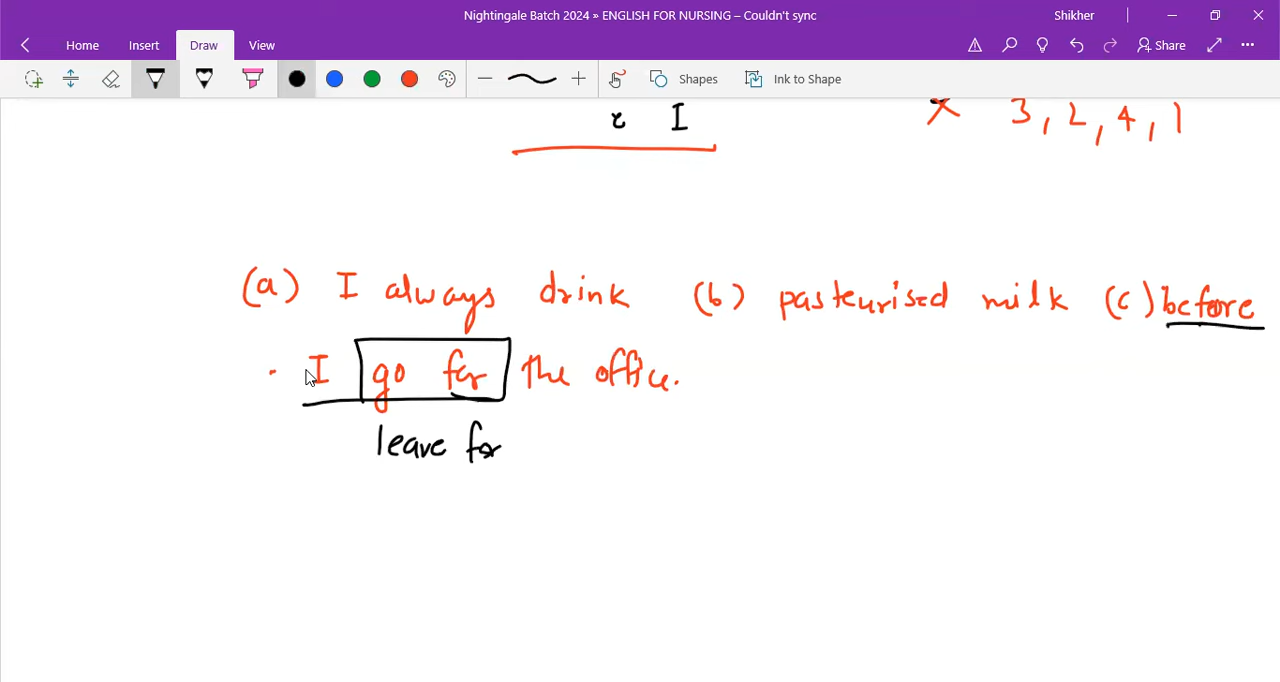 Nightingale Batch 2024 » ENGLISH FOR NURSING – Couldn't sync
Shikher
Home Insert Draw View
Share
Shapes
Ink to Shape
I
3, 2, 4, 1
(a) I always drink (b) pasteurised milk (c) before
I go for the office.
leave for